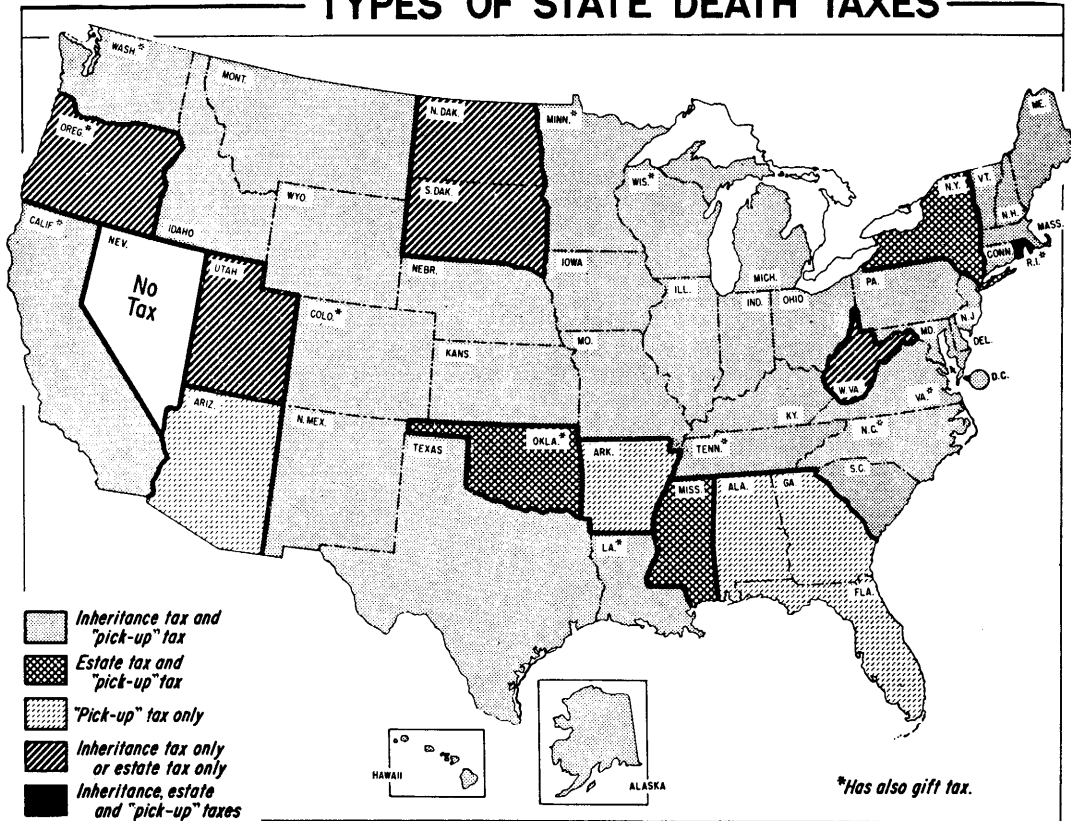 TYPES OF STATE DEATH TAXES
WASH.*
MONT.
N. DAK.
MINN.*
ME.
OREG.*
IDAHO
WYO.
S. DAK.
WIS.*
MICH.
N.Y.
VT.
N.H.
MASS.
CONN.
R.I.*
CALIF.*
NEV.
No
Tax
UTAH
COLO.*
NEBR.
IOWA
ILL.
IND.
OHIO
PA.
N.J.
MD.
DEL.
D.C.
KANS.
MO.
KY.
W.VA.
VA.*
ARIZ.
N. MEX.
TEXAS
OKLA.*
ARK.
TENN.*
N.C.*
S.C.
LA.*
MISS.
ALA.
GA.
FLA.
Inheritance tax and
"pick-up" tax
Estate tax and
"pick-up" tax
"Pick-up" tax only
Inheritance tax only
or estate tax only
Inheritance, estate
and "pick-up" taxes
HAWAII
ALASKA
*Has also gift tax.